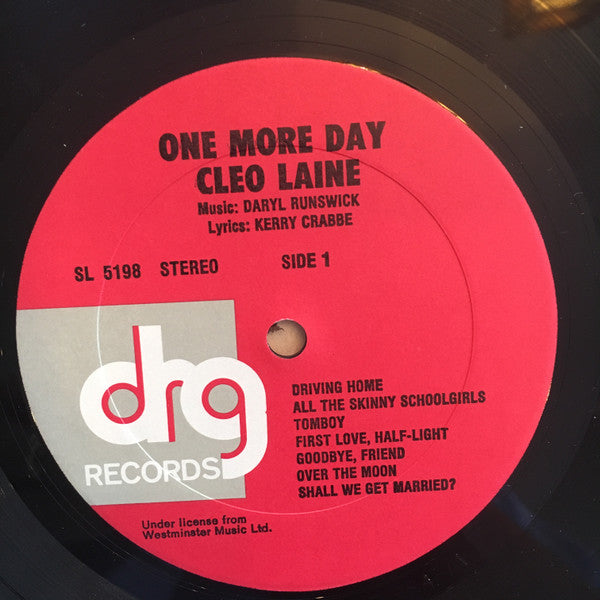 ONE MORE DAY
CLEO LAINE
Music: DARYL RUNSWICK
Lyrics: KERRY CRABBE
SL 5198 STEREO SIDE 1
drg
RECORDS
DRIVING HOME
ALL THE SKINNY SCHOOLGIRLS
TOMBOY
FIRST LOVE, HALF-LIGHT
GOODBYE, FRIEND
OVER THE MOON
SHALL WE GET MARRIED?
Under license from
Westminster Music Ltd.